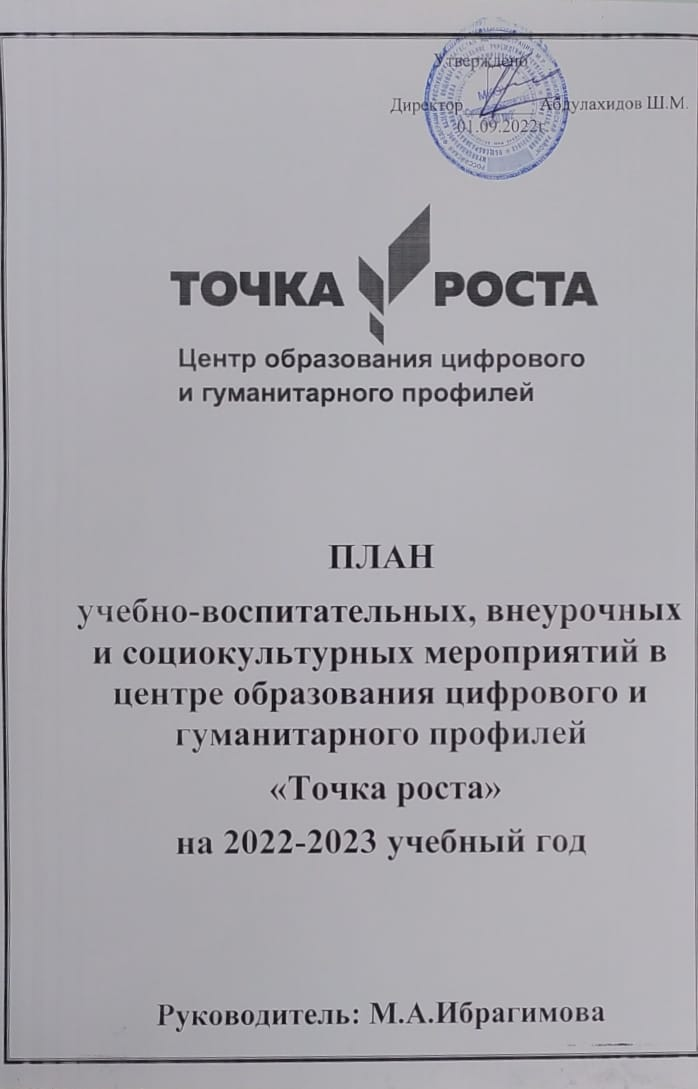 Утверждено
Директор Абдулахидов Ш.М.
01.09.2022г.
ТОЧКА РОСТА
Центр образования цифрового
и гуманитарного профилей
ПЛАН
учебно-воспитательных, внеурочных
и социокультурных мероприятий в
центре образования цифрового и
гуманитарного профилей
«Точка роста»
на 2022-2023 учебный год
Руководитель: М.А.Ибрагимова